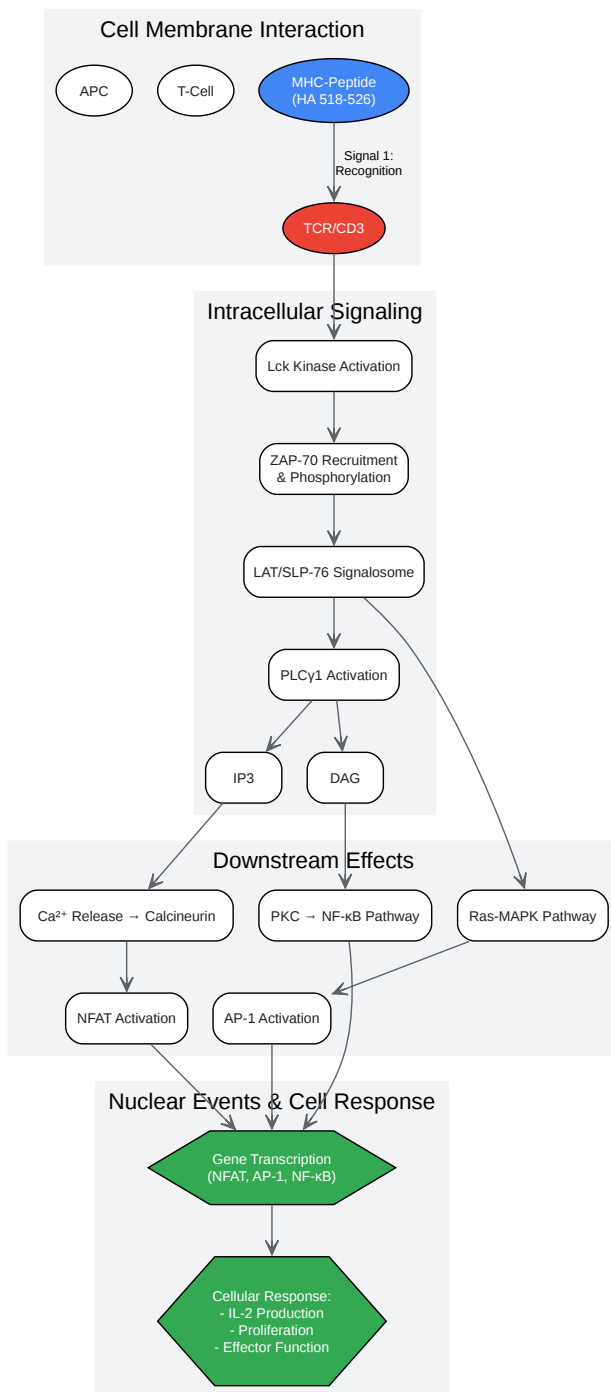 Cell Membrane Interaction
APC
T-Cell
MHC-Peptide
(HA 518-526)
Signal 1:
Recognition
TCR/CD3
Intracellular Signaling
Lck Kinase Activation
ZAP-70 Recruitment
& Phosphorylation
LAT/SLP-76 Signalosome
PLCγ1 Activation
IP3
DAG
Downstream Effects
Ca²⁺ Release → Calcineurin
PKC → NF-κB Pathway
Ras-MAPK Pathway
NFAT Activation
AP-1 Activation
Nuclear Events & Cell Response
Gene Transcription
(NFAT, AP-1, NF-κB)
Cellular Response:
- IL-2 Production
- Proliferation
- Effector Function